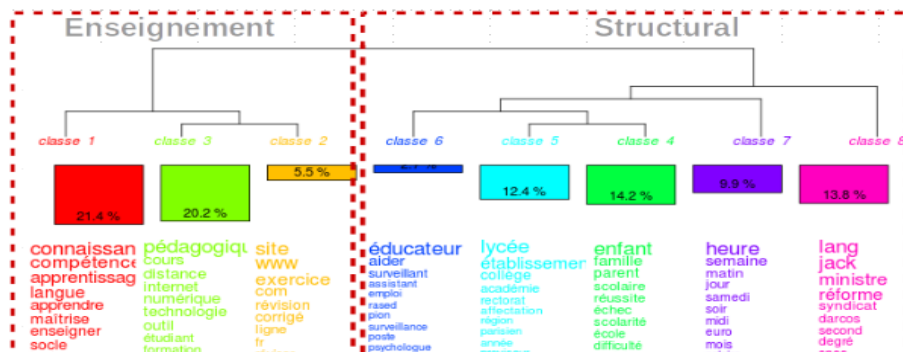 Enseignement Structural
classe 1 classe 3 classe 2 classe 6 classe 5 classe 4 classe 7 classe 8
21.4 % 20.2 % 5.5 % 12.4 % 14.2 % 9.9 % 13.8 %
connaissan
compétence
apprentissag
langue
apprendre
maîtrise
enseigner
socle
pédagogiqu
cours
distance
internet
numérique
technologie
outil
étudiant
formation
site
www
exercice
com
révision
corrigé
ligne
fr
éducateur
aider
surveillant
assistant
emploi
rased
pion
surveillance
poste
psychologue
lycée
établissemer
collège
académie
rectorat
affectation
région
parisien
année
enfant
famille
parent
scolaire
réussite
échec
scolarité
école
difficulté
heure
semaine
matin
jour
samedi
soir
midi
euro
mois
lang
jack
ministre
réforme
syndicat
darcos
second
degré